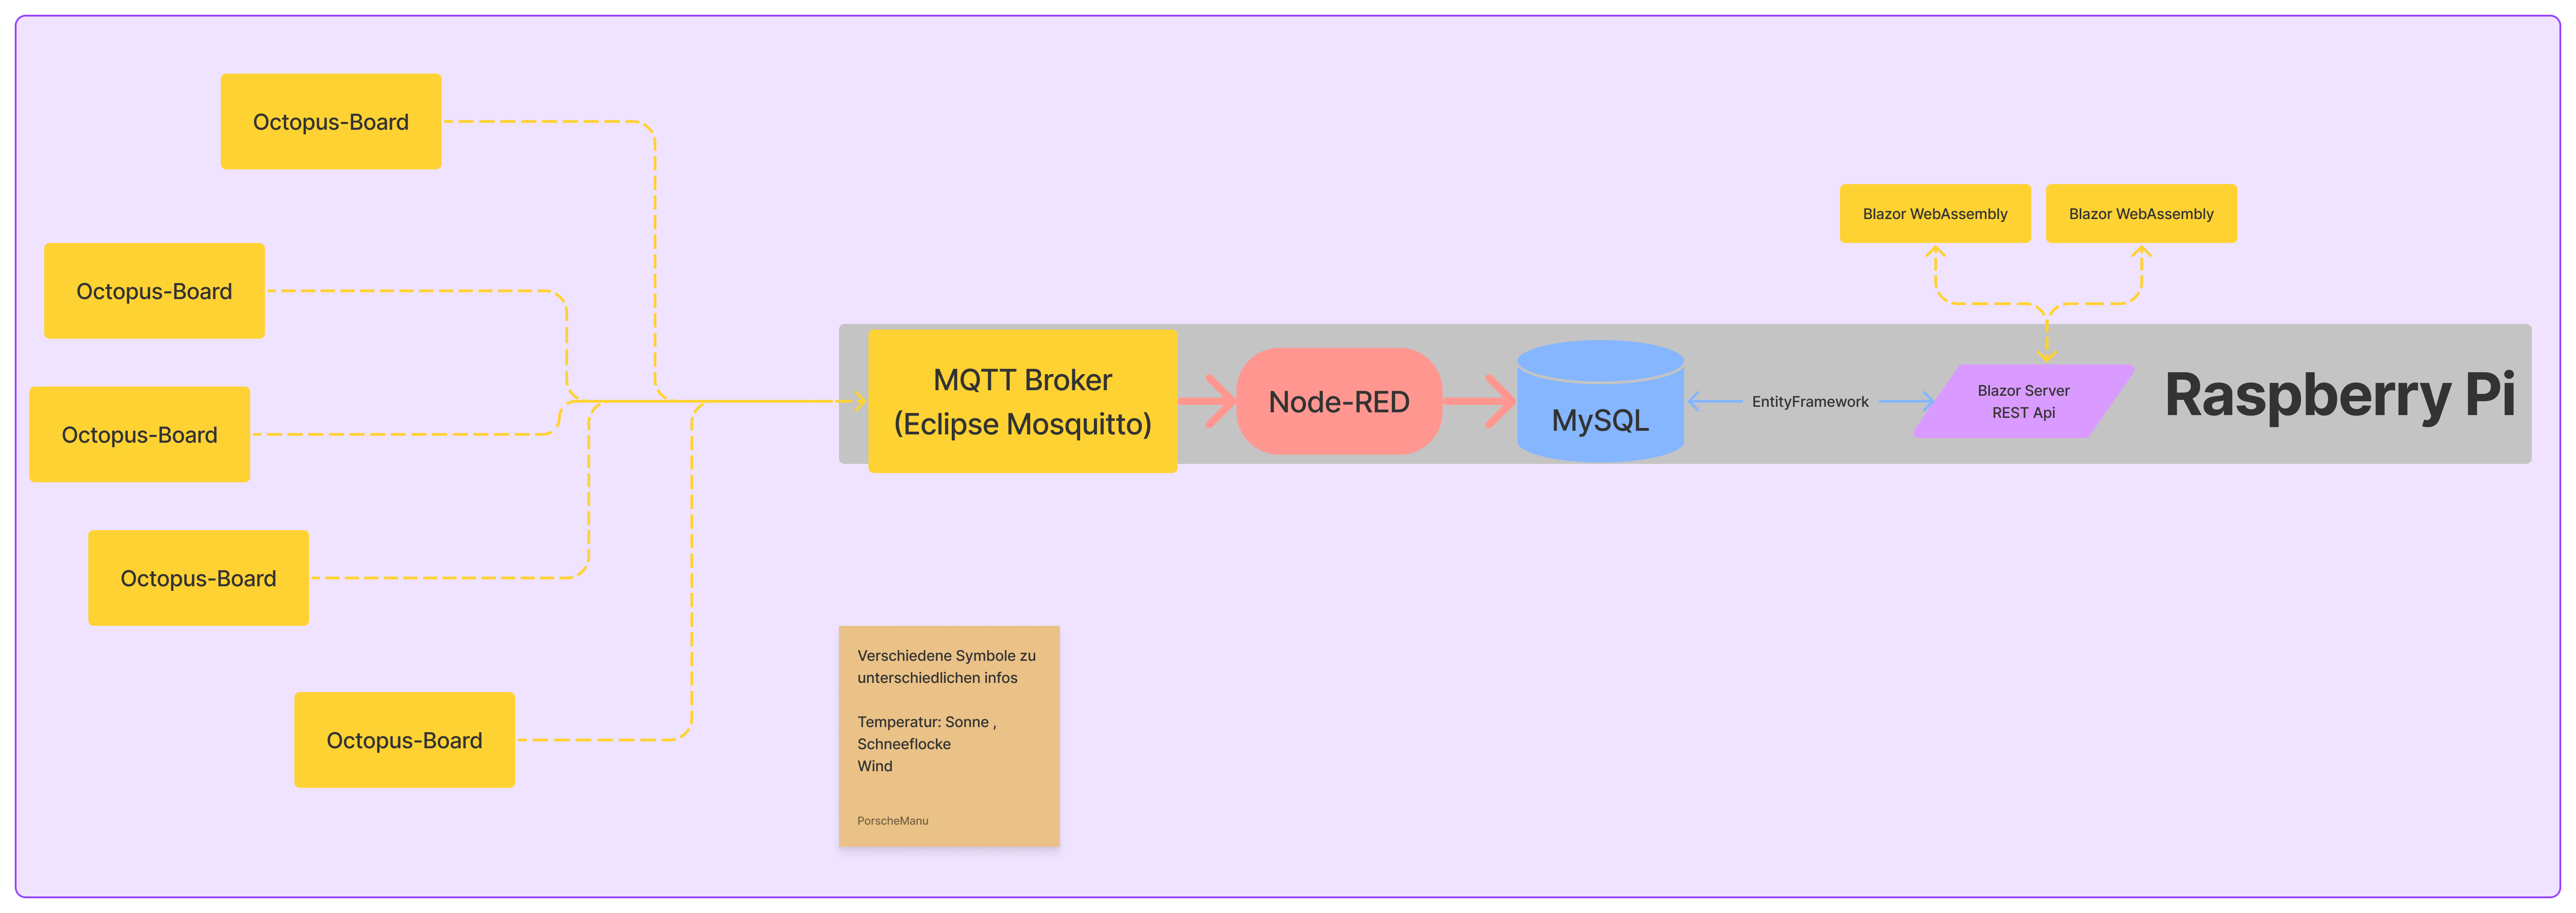 Octopus-Board
Octopus-Board
Octopus-Board
Octopus-Board
Octopus-Board
MQTT Broker
(Eclipse Mosquitto)
Node-RED
MySQL
EntityFramework
Blazor WebAssembly
Blazor WebAssembly
Blazor Server
REST Api
Raspberry Pi
Verschiedene Symbole zu
unterschiedlichen infos
Temperatur: Sonne ,
Schneeflocke
Wind
PorscheManu